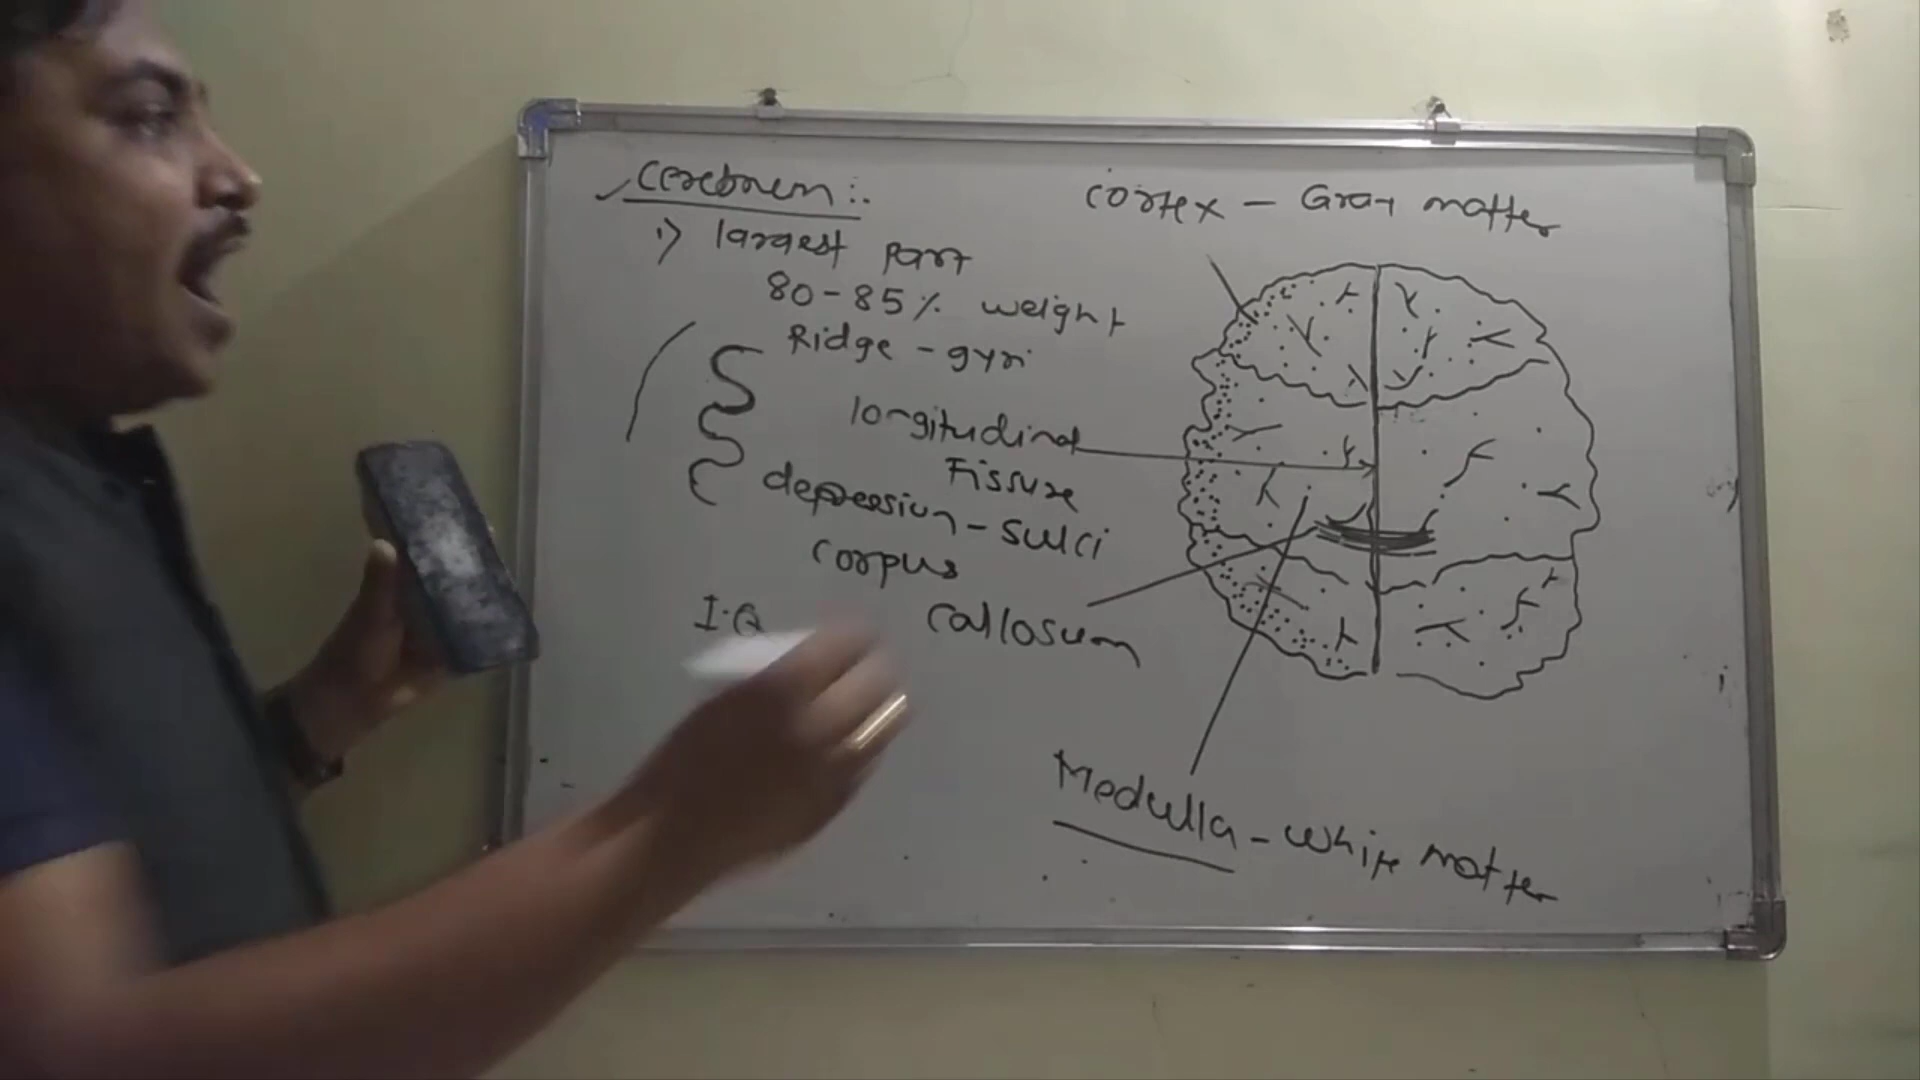 Cerebrum :.
1) largest part
80-85% weight
Ridge - gyri
longitudinal
Fissure
depression - sulci
corpus
callosum
I.Q
cortex - Gray matter
Medulla - white matter